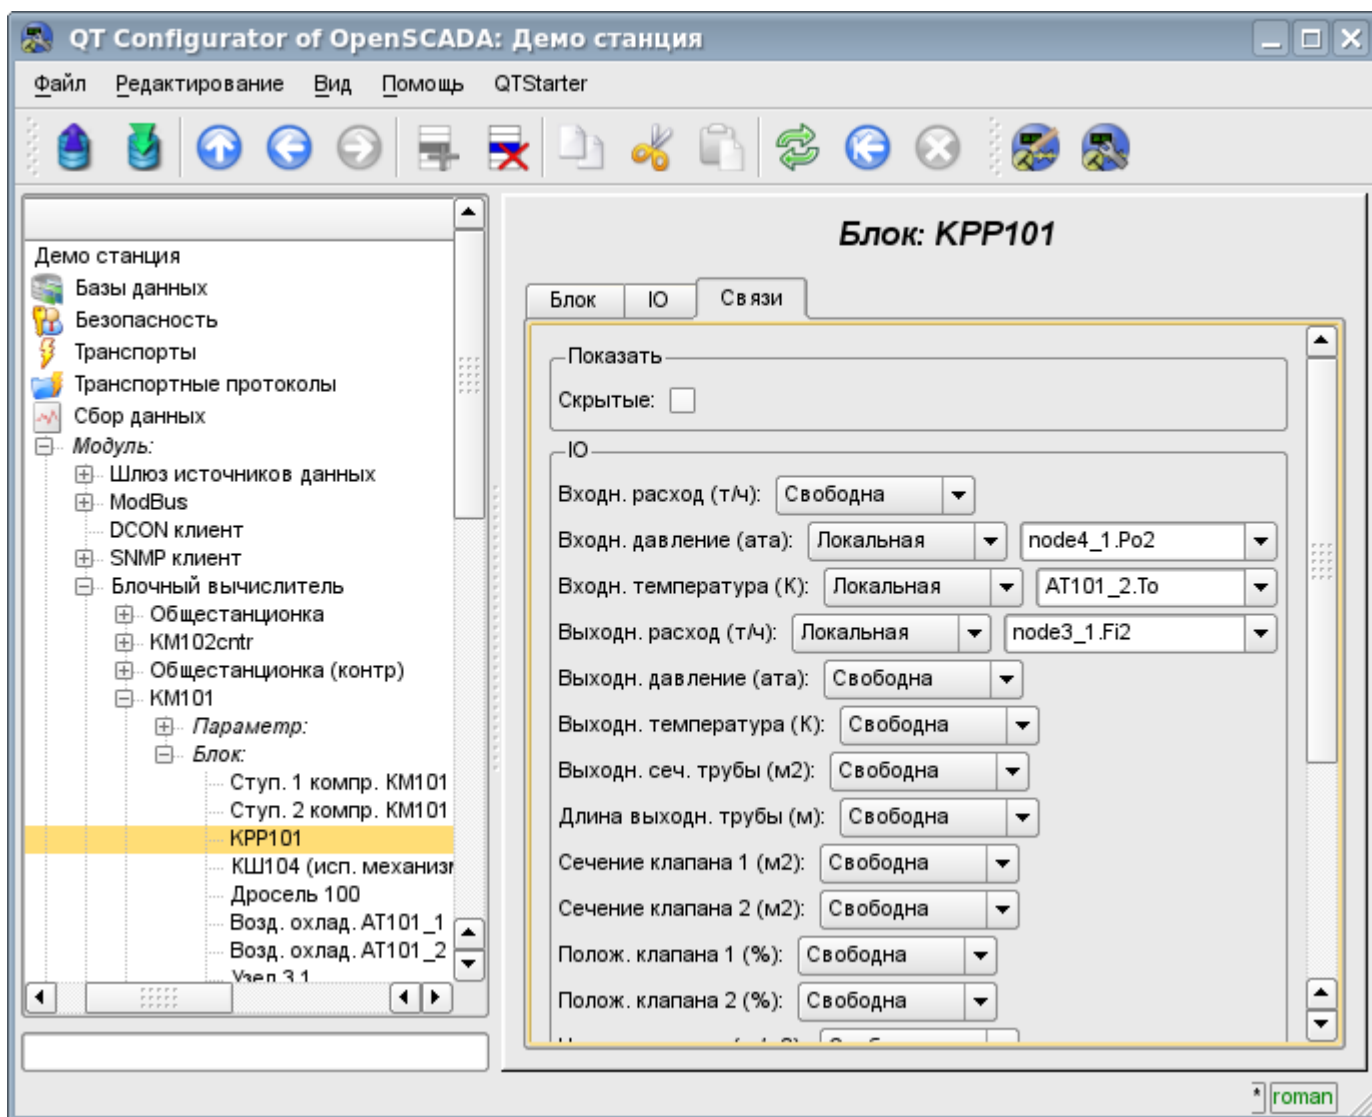 QT Configurator of OpenSCADA: Демо станция
Файл Редактирование Вид Помощь QTStarter
Демо станция
Базы данных
Безопасность
Транспорты
Транспортные протоколы
Сбор данных
Модуль:
Шлюз источников данных
ModBus
DCON клиент
SNMP клиент
Блочный вычислитель
Общестанционка
KM102cntr
Общестанционка (контр)
KM101
Параметр:
Блок:
Ступ. 1 компр. KM101
Ступ. 2 компр. KM101
KPP101
КШ104 (исп. механизм
Дросель 100
Возд. охлад. AT101_1
Возд. охлад. AT101_2
Узел 3.1
Блок: KPP101
Блок IO Связи
Показать
Скрытые:
IO
Входн. расход (т/ч): Свободна
Входн. давление (ата): Локальная node4_1.Po2
Входн. температура (К): Локальная AT101_2.To
Выходн. расход (т/ч): Локальная node3_1.Fi2
Выходн. давление (ата): Свободна
Выходн. температура (К): Свободна
Выходн. сеч. трубы (м2): Свободна
Длина выходн. трубы (м): Свободна
Сечение клапана 1 (м2): Свободна
Сечение клапана 2 (м2): Свободна
Полож. клапана 1 (%): Свободна
Полож. клапана 2 (%): Свободна
* roman